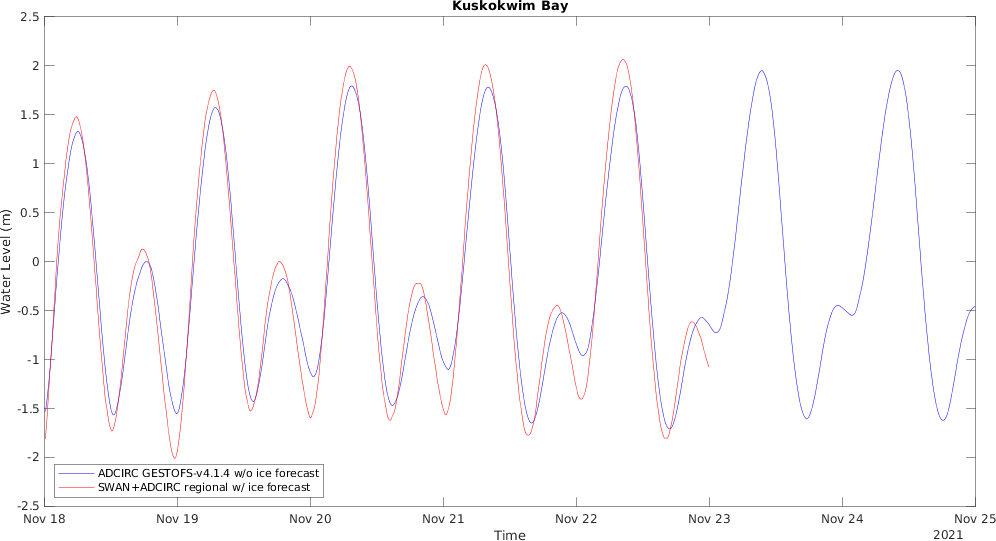 Kuskokwim Bay
2.5
2
1.5
1
0.5
0
-0.5
-1
-1.5
-2
-2.5
Water Level (m)
ADCIRC GESTOFS-v4.1.4 w/o ice forecast
SWAN+ADCIRC regional w/ ice forecast
Nov 18 Nov 19 Nov 20 Nov 21 Nov 22 Nov 23 Nov 24 Nov 25
Time
2021